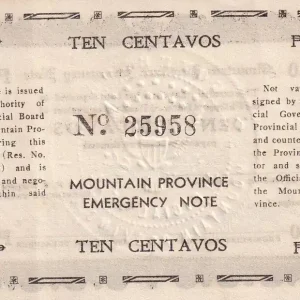 TEN CENTAVOS
is issued
thority of
cial Board
ntain Pro-
ring this
(Res. No.
) and is
and nego-
thin said
No. 25958
MOUNTAIN PROVINCE
EMERGENCY NOTE
Not va
signed by
cial Gove
Provincial
and counte
the Provin
tor and s
the Official
the Mounta
vince.
TEN CENTAVOS